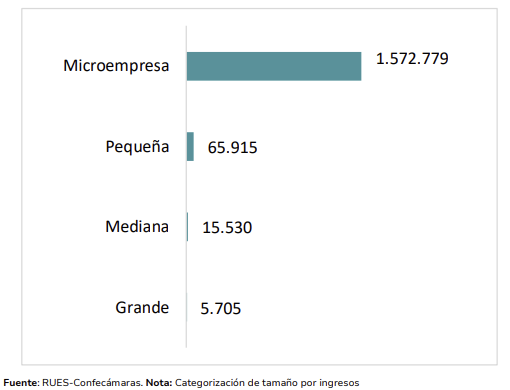 Microempresa 1.572.779
Pequeña 65.915
Mediana 15.530
Grande 5.705
Fuente: RUES-Confecámaras. Nota: Categorización de tamaño por ingresos